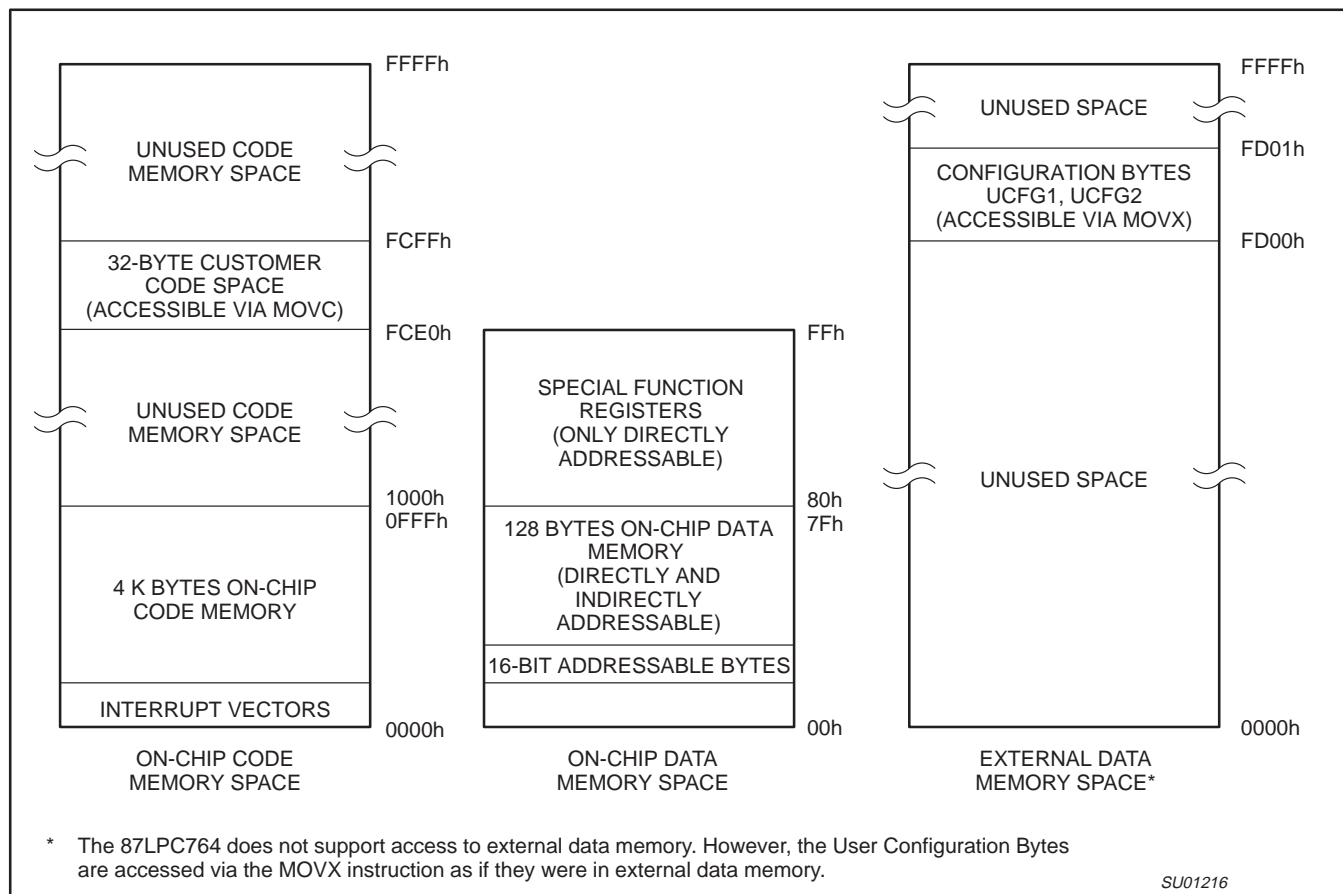 FFFFh
UNUSED CODE
MEMORY SPACE
FCFFh
32-BYTE CUSTOMER
CODE SPACE
(ACCESSIBLE VIA MOVC)
FCE0h
UNUSED CODE
MEMORY SPACE
1000h
0FFFh
4 K BYTES ON-CHIP
CODE MEMORY
INTERRUPT VECTORS
0000h
ON-CHIP CODE
MEMORY SPACE
FFh
SPECIAL FUNCTION
REGISTERS
(ONLY DIRECTLY
ADDRESSABLE)
80h
7Fh
128 BYTES ON-CHIP DATA
MEMORY
(DIRECTLY AND
INDIRECTLY
ADDRESSABLE)
16-BIT ADDRESSABLE BYTES
00h
ON-CHIP DATA
MEMORY SPACE
FFFFh
UNUSED SPACE
FD01h
CONFIGURATION BYTES
UCFG1, UCFG2
(ACCESSIBLE VIA MOVX)
FD00h
UNUSED SPACE
0000h
EXTERNAL DATA
MEMORY SPACE*
* The 87LPC764 does not support access to external data memory. However, the User Configuration Bytes
are accessed via the MOVX instruction as if they were in external data memory.
SU01216